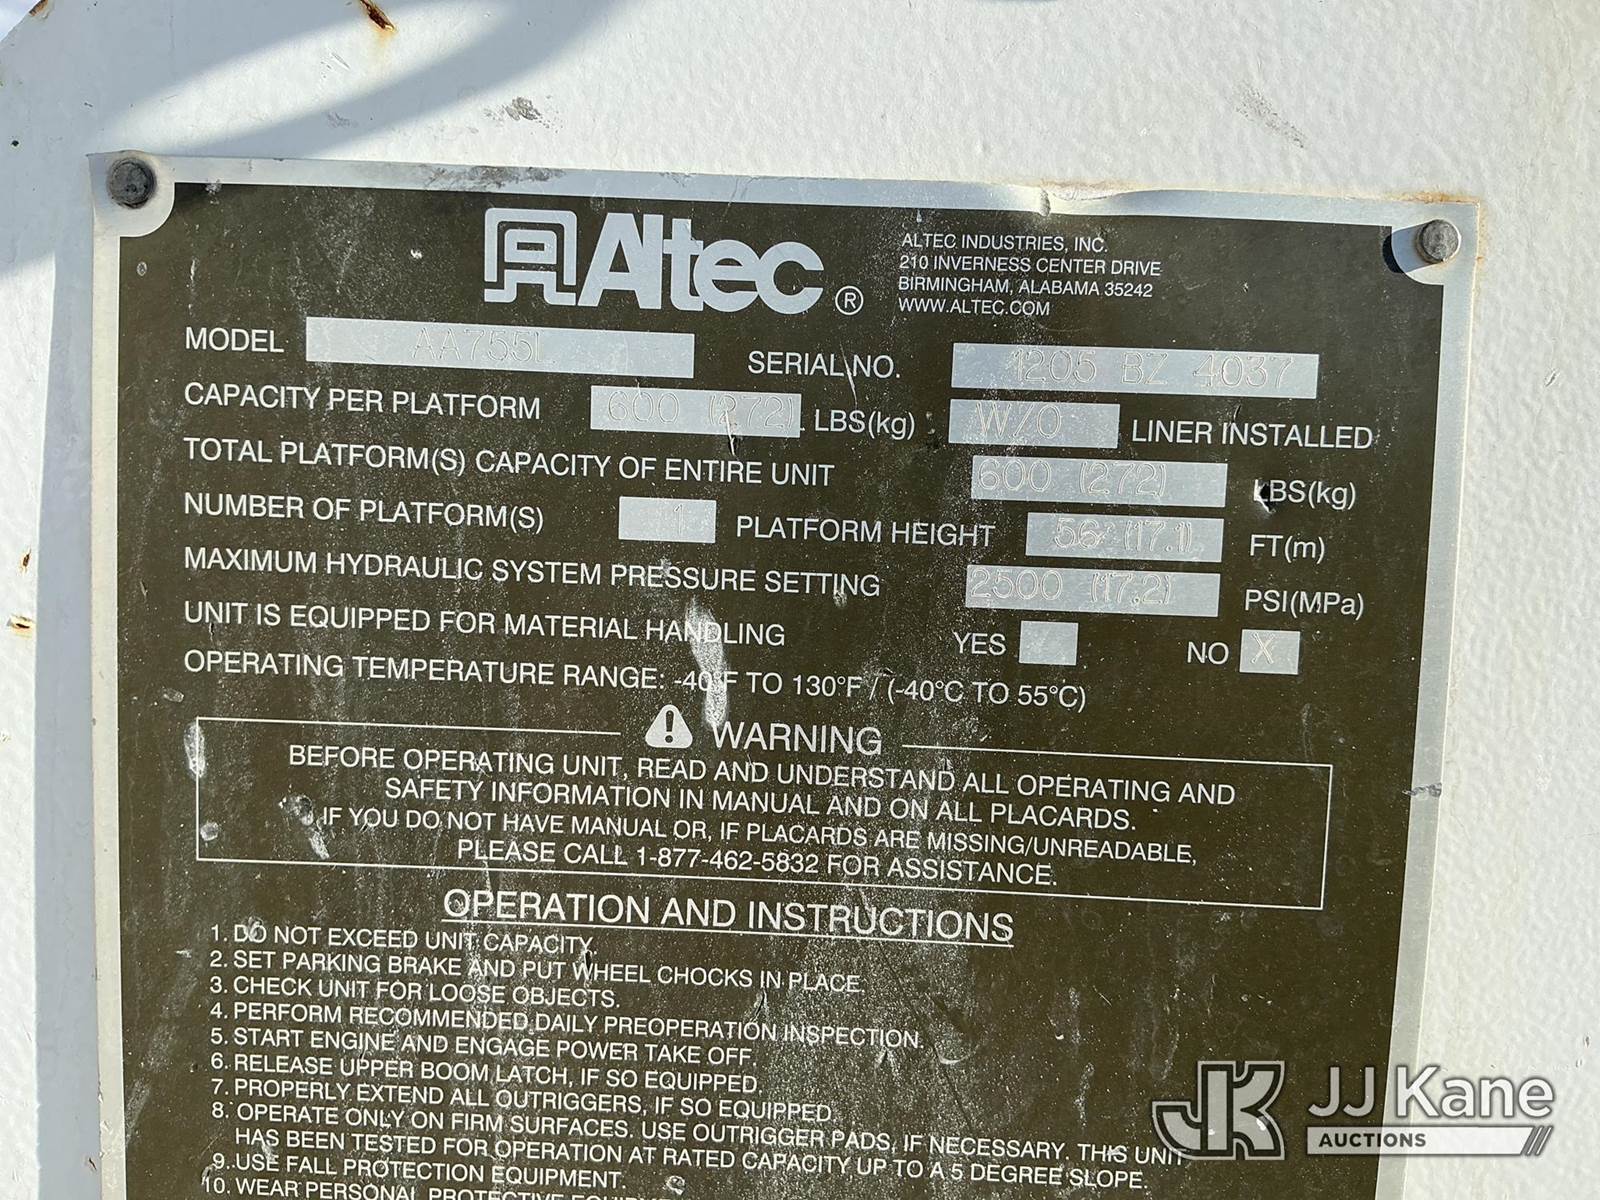 Altec ®
ALTEC INDUSTRIES, INC.
210 INVERNESS CENTER DRIVE
BIRMINGHAM, ALABAMA 35242
WWW.ALTEC.COM
MODEL AA755L SERIAL NO. 1205 BZ 4037
CAPACITY PER PLATFORM 600 (272) LBS(kg) W/O LINER INSTALLED
TOTAL PLATFORM(S) CAPACITY OF ENTIRE UNIT 600 (272) LBS(kg)
NUMBER OF PLATFORM(S) 1 PLATFORM HEIGHT (17.1) FT(m)
MAXIMUM HYDRAULIC SYSTEM PRESSURE SETTING 2500 (17.2) PSI(MPa)
UNIT IS EQUIPPED FOR MATERIAL HANDLING YES NO X
OPERATING TEMPERATURE RANGE: -40°F TO 130°F / (-40°C TO 55°C)
WARNING
BEFORE OPERATING UNIT, READ AND UNDERSTAND ALL OPERATING AND
SAFETY INFORMATION IN MANUAL AND ON ALL PLACARDS.
IF YOU DO NOT HAVE MANUAL OR, IF PLACARDS ARE MISSING/UNREADABLE,
PLEASE CALL 1-877-462-5832 FOR ASSISTANCE.
OPERATION AND INSTRUCTIONS
1. DO NOT EXCEED UNIT CAPACITY.
2. SET PARKING BRAKE AND PUT WHEEL CHOCKS IN PLACE.
3. CHECK UNIT FOR LOOSE OBJECTS.
4. PERFORM RECOMMENDED DAILY PREOPERATION INSPECTION.
5. START ENGINE AND ENGAGE POWER TAKE OFF.
6. RELEASE UPPER BOOM LATCH, IF SO EQUIPPED.
7. PROPERLY EXTEND ALL OUTRIGGERS, IF SO EQUIPPED.
8. OPERATE ONLY ON FIRM SURFACES. USE OUTRIGGER PADS, IF NECESSARY. THIS UNIT
HAS BEEN TESTED FOR OPERATION AT RATED CAPACITY UP TO A 5 DEGREE SLOPE.
9. USE FALL PROTECTION EQUIPMENT.
10. WEAR PERSONAL PROTECTIVE
JK JJ Kane
AUCTIONS